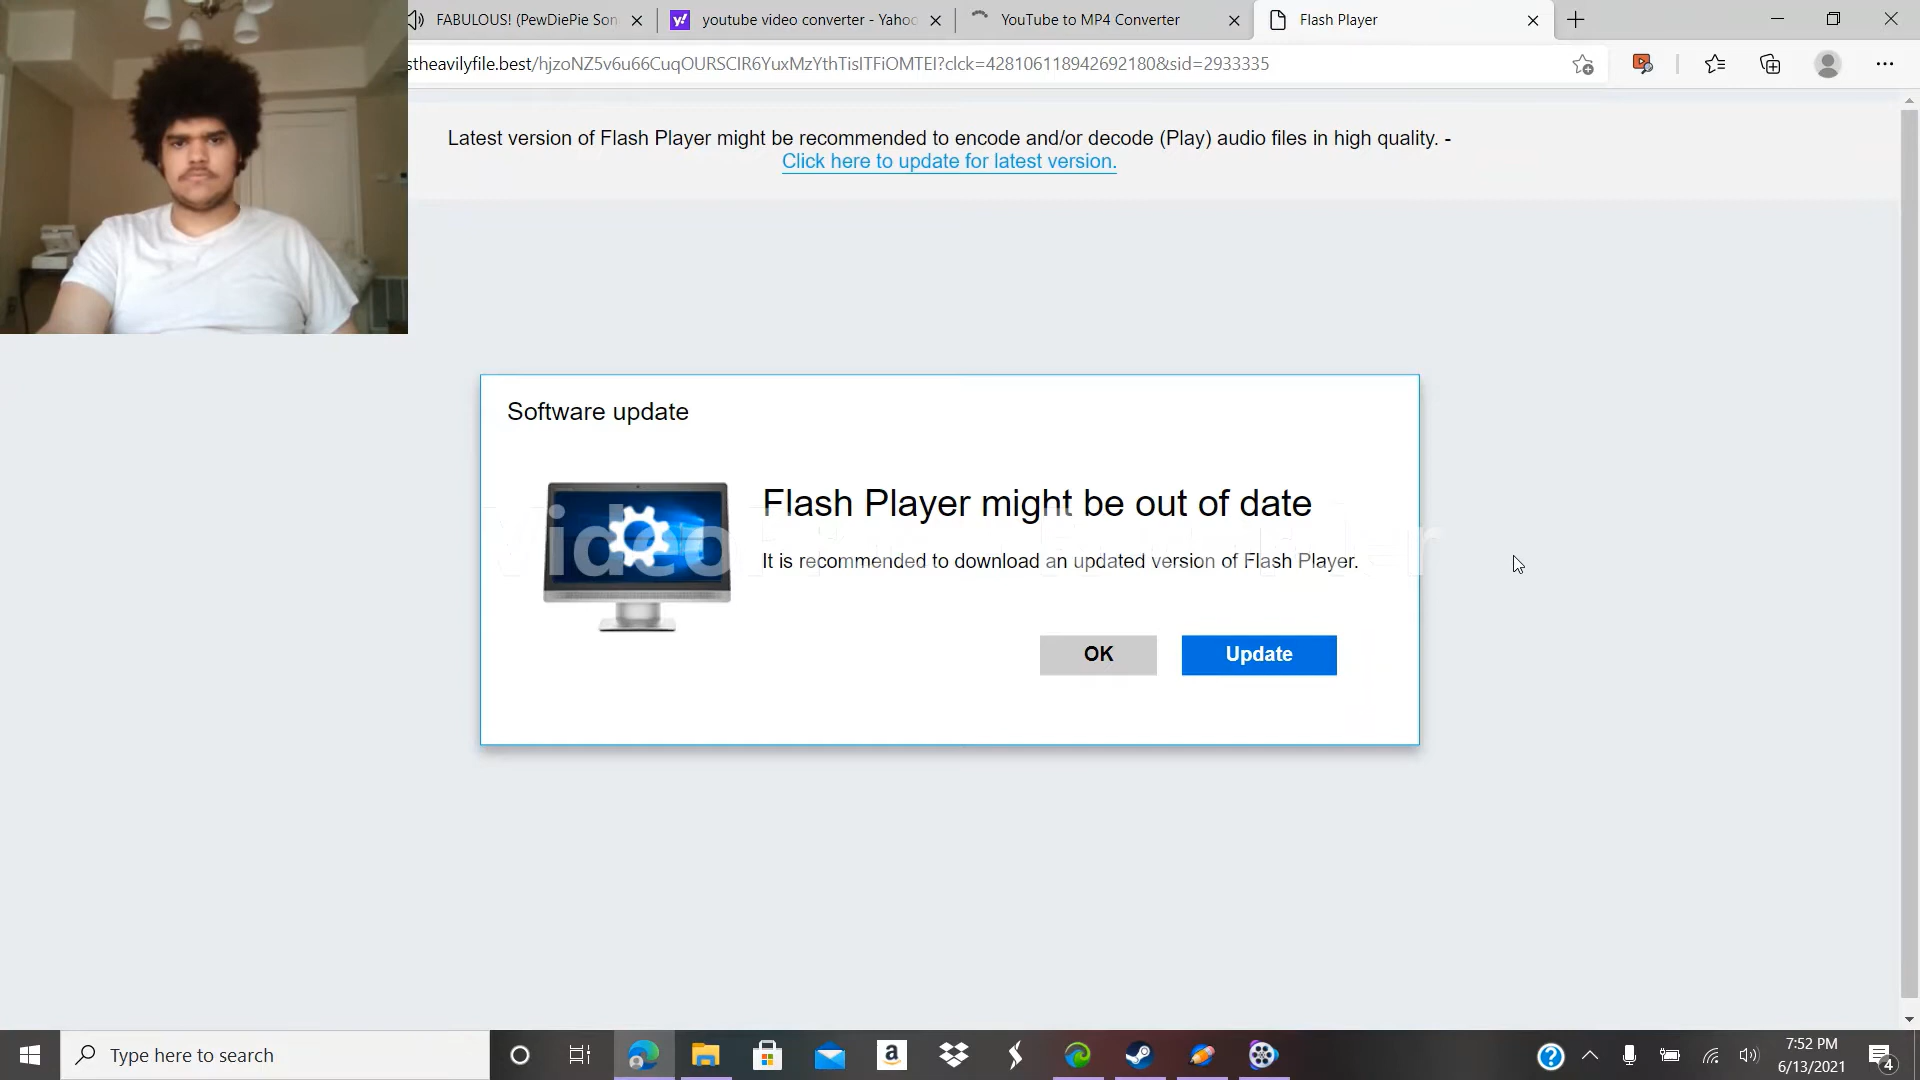 FABULOUS! (PewDiePie Son
youtube video converter - Yahoo
YouTube to MP4 Converter
Flash Player
stheavilyfile.best/hjzoNZ5v6u66CuqOURSCIR6YuxMzYthTisITFiOMTEI?clck=4281061189426921​80&sid=2933335
Latest version of Flash Player might be recommended to encode and/or decode (Play) audio files in high quality. -
Click here to update for latest version.
Software update
Flash Player might be out of date
It is recommended to download an updated version of Flash Player.
OK
Update
Type here to search
7:52 PM
6/13/2021
4